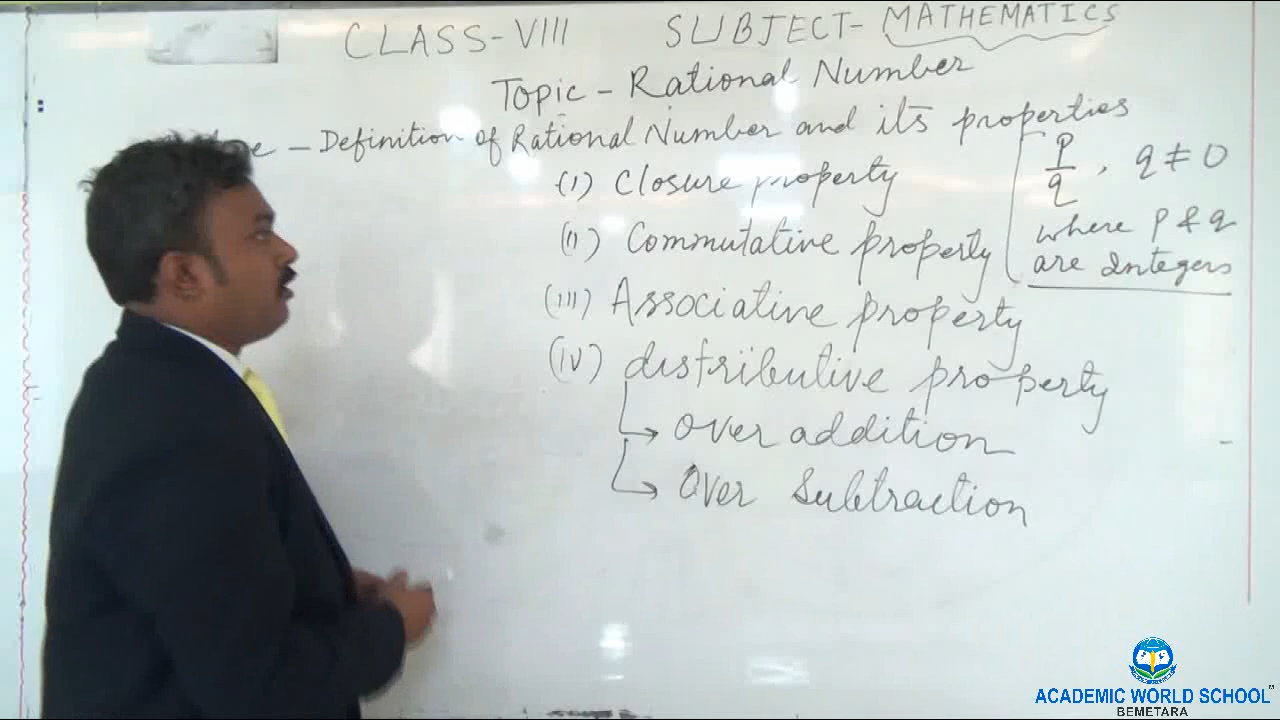 CLASS-VIII SUBJECT- MATHEMATICS
Topic - Rational Number
- Definition of Rational Number and its properties
(I) Closure property
(II) Commutative property
(III) Associative property
(IV) distributive property
→ Over addition
→ Over Subtraction
P/q , q ≠ 0
where P & q
are Integers
ACADEMIC WORLD SCHOOL™
BEMETARA